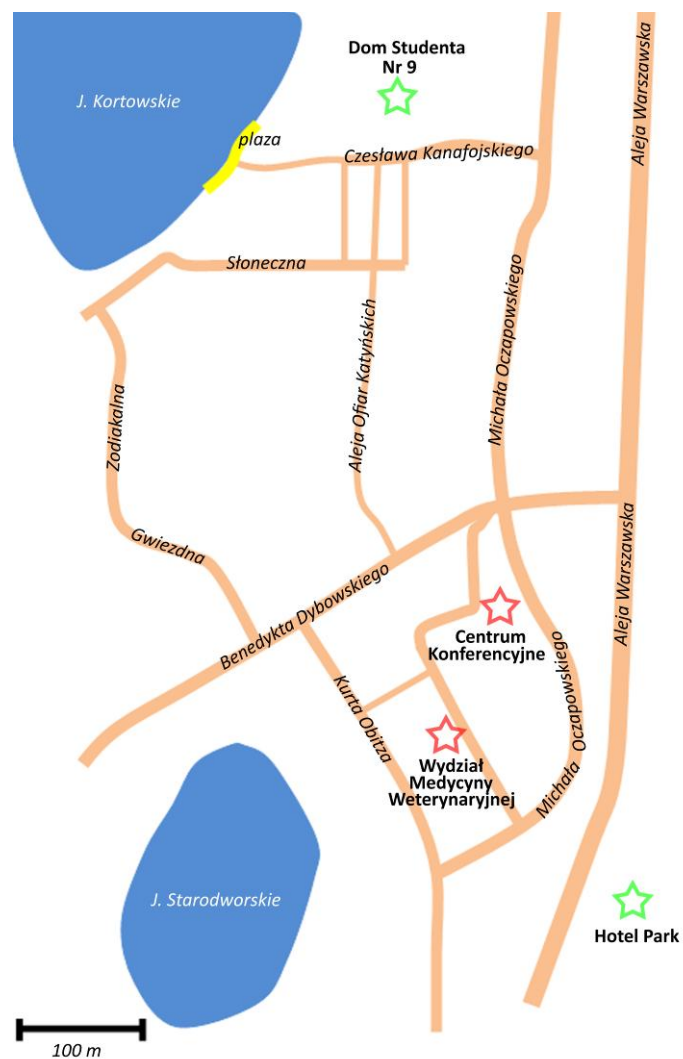 Dom Studenta
Nr 9
J. Kortowskie
plaza
Czesława Kanafojskiego
Aleja Warszawska
Słoneczna
Michała Oczapowskiego
Aleja Ofiar Katyńskich
Zodiakalna
Gwiezdna
Aleja Warszawska
Benedykta Dybowskiego
Centrum
Konferencyjne
Kurta Obitza
Michała Oczapowskiego
Wydział
Medycyny
Weterynaryjnej
J. Starodworskie
Hotel Park
100 m